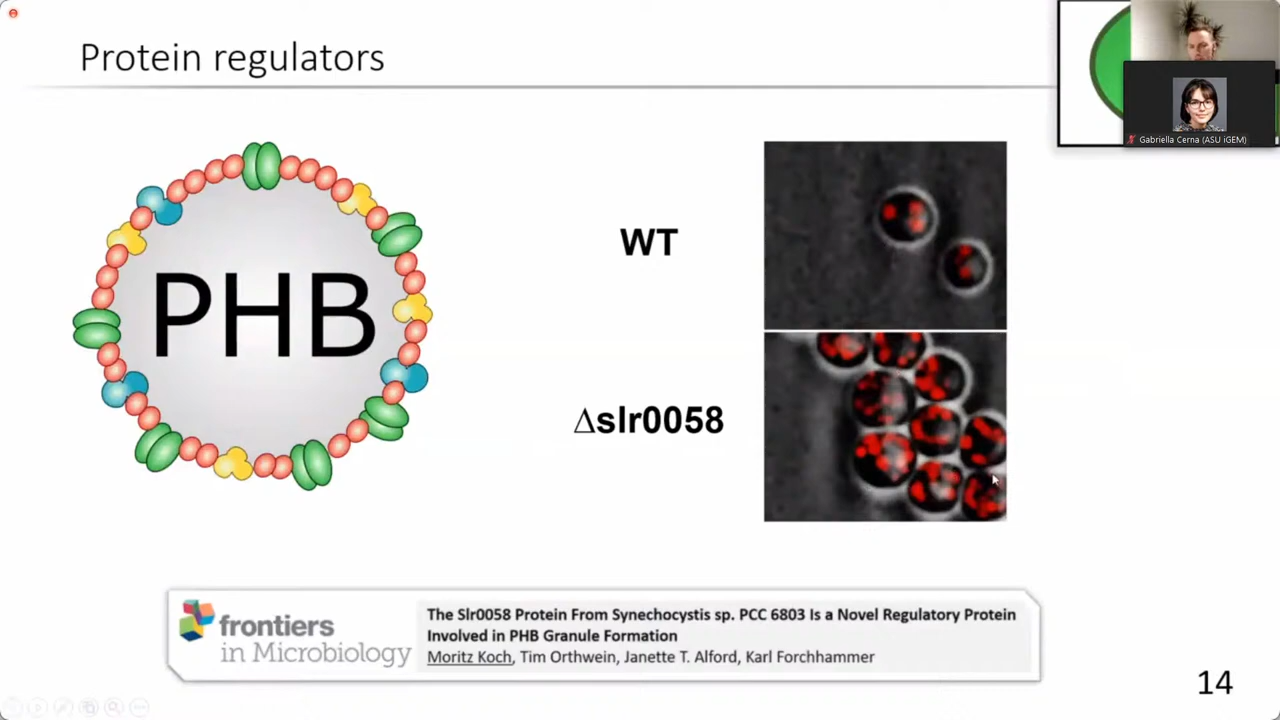 Protein regulators
Gabriella Cerna (ASU iGEM)
PHB
WT
Δslr0058
frontiers
in Microbiology
The Slr0058 Protein From Synechocystis sp. PCC 6803 Is a Novel Regulatory Protein
Involved in PHB Granule Formation
Moritz Koch, Tim Orthwein, Janette T. Alford, Karl Forchhammer
14